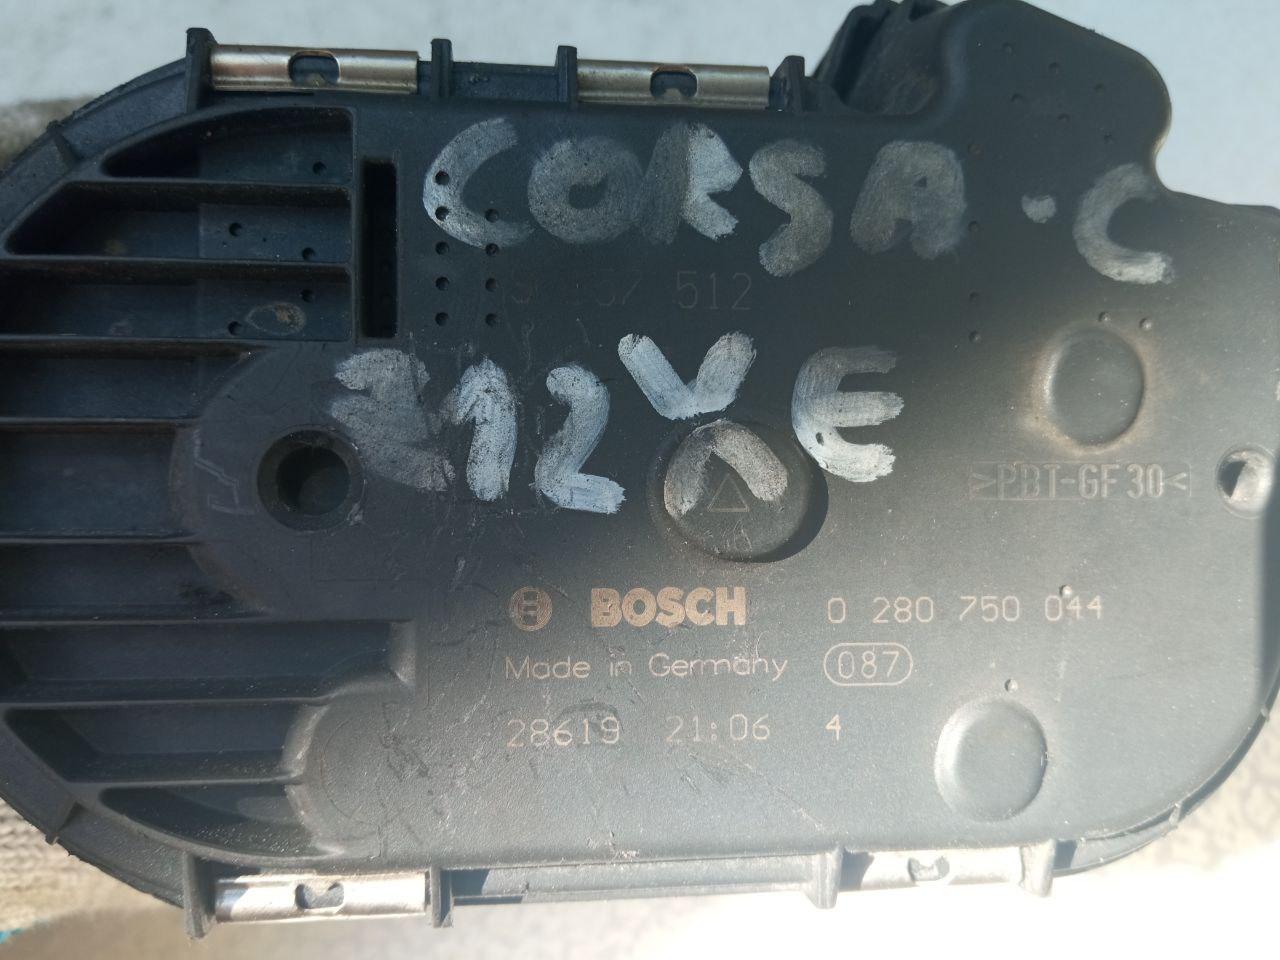 CORSA·C
512
Z12XE
>PBT-GF30<
BOSCH 0 280 750 044
Made in Germany 087
28619 21:06 4